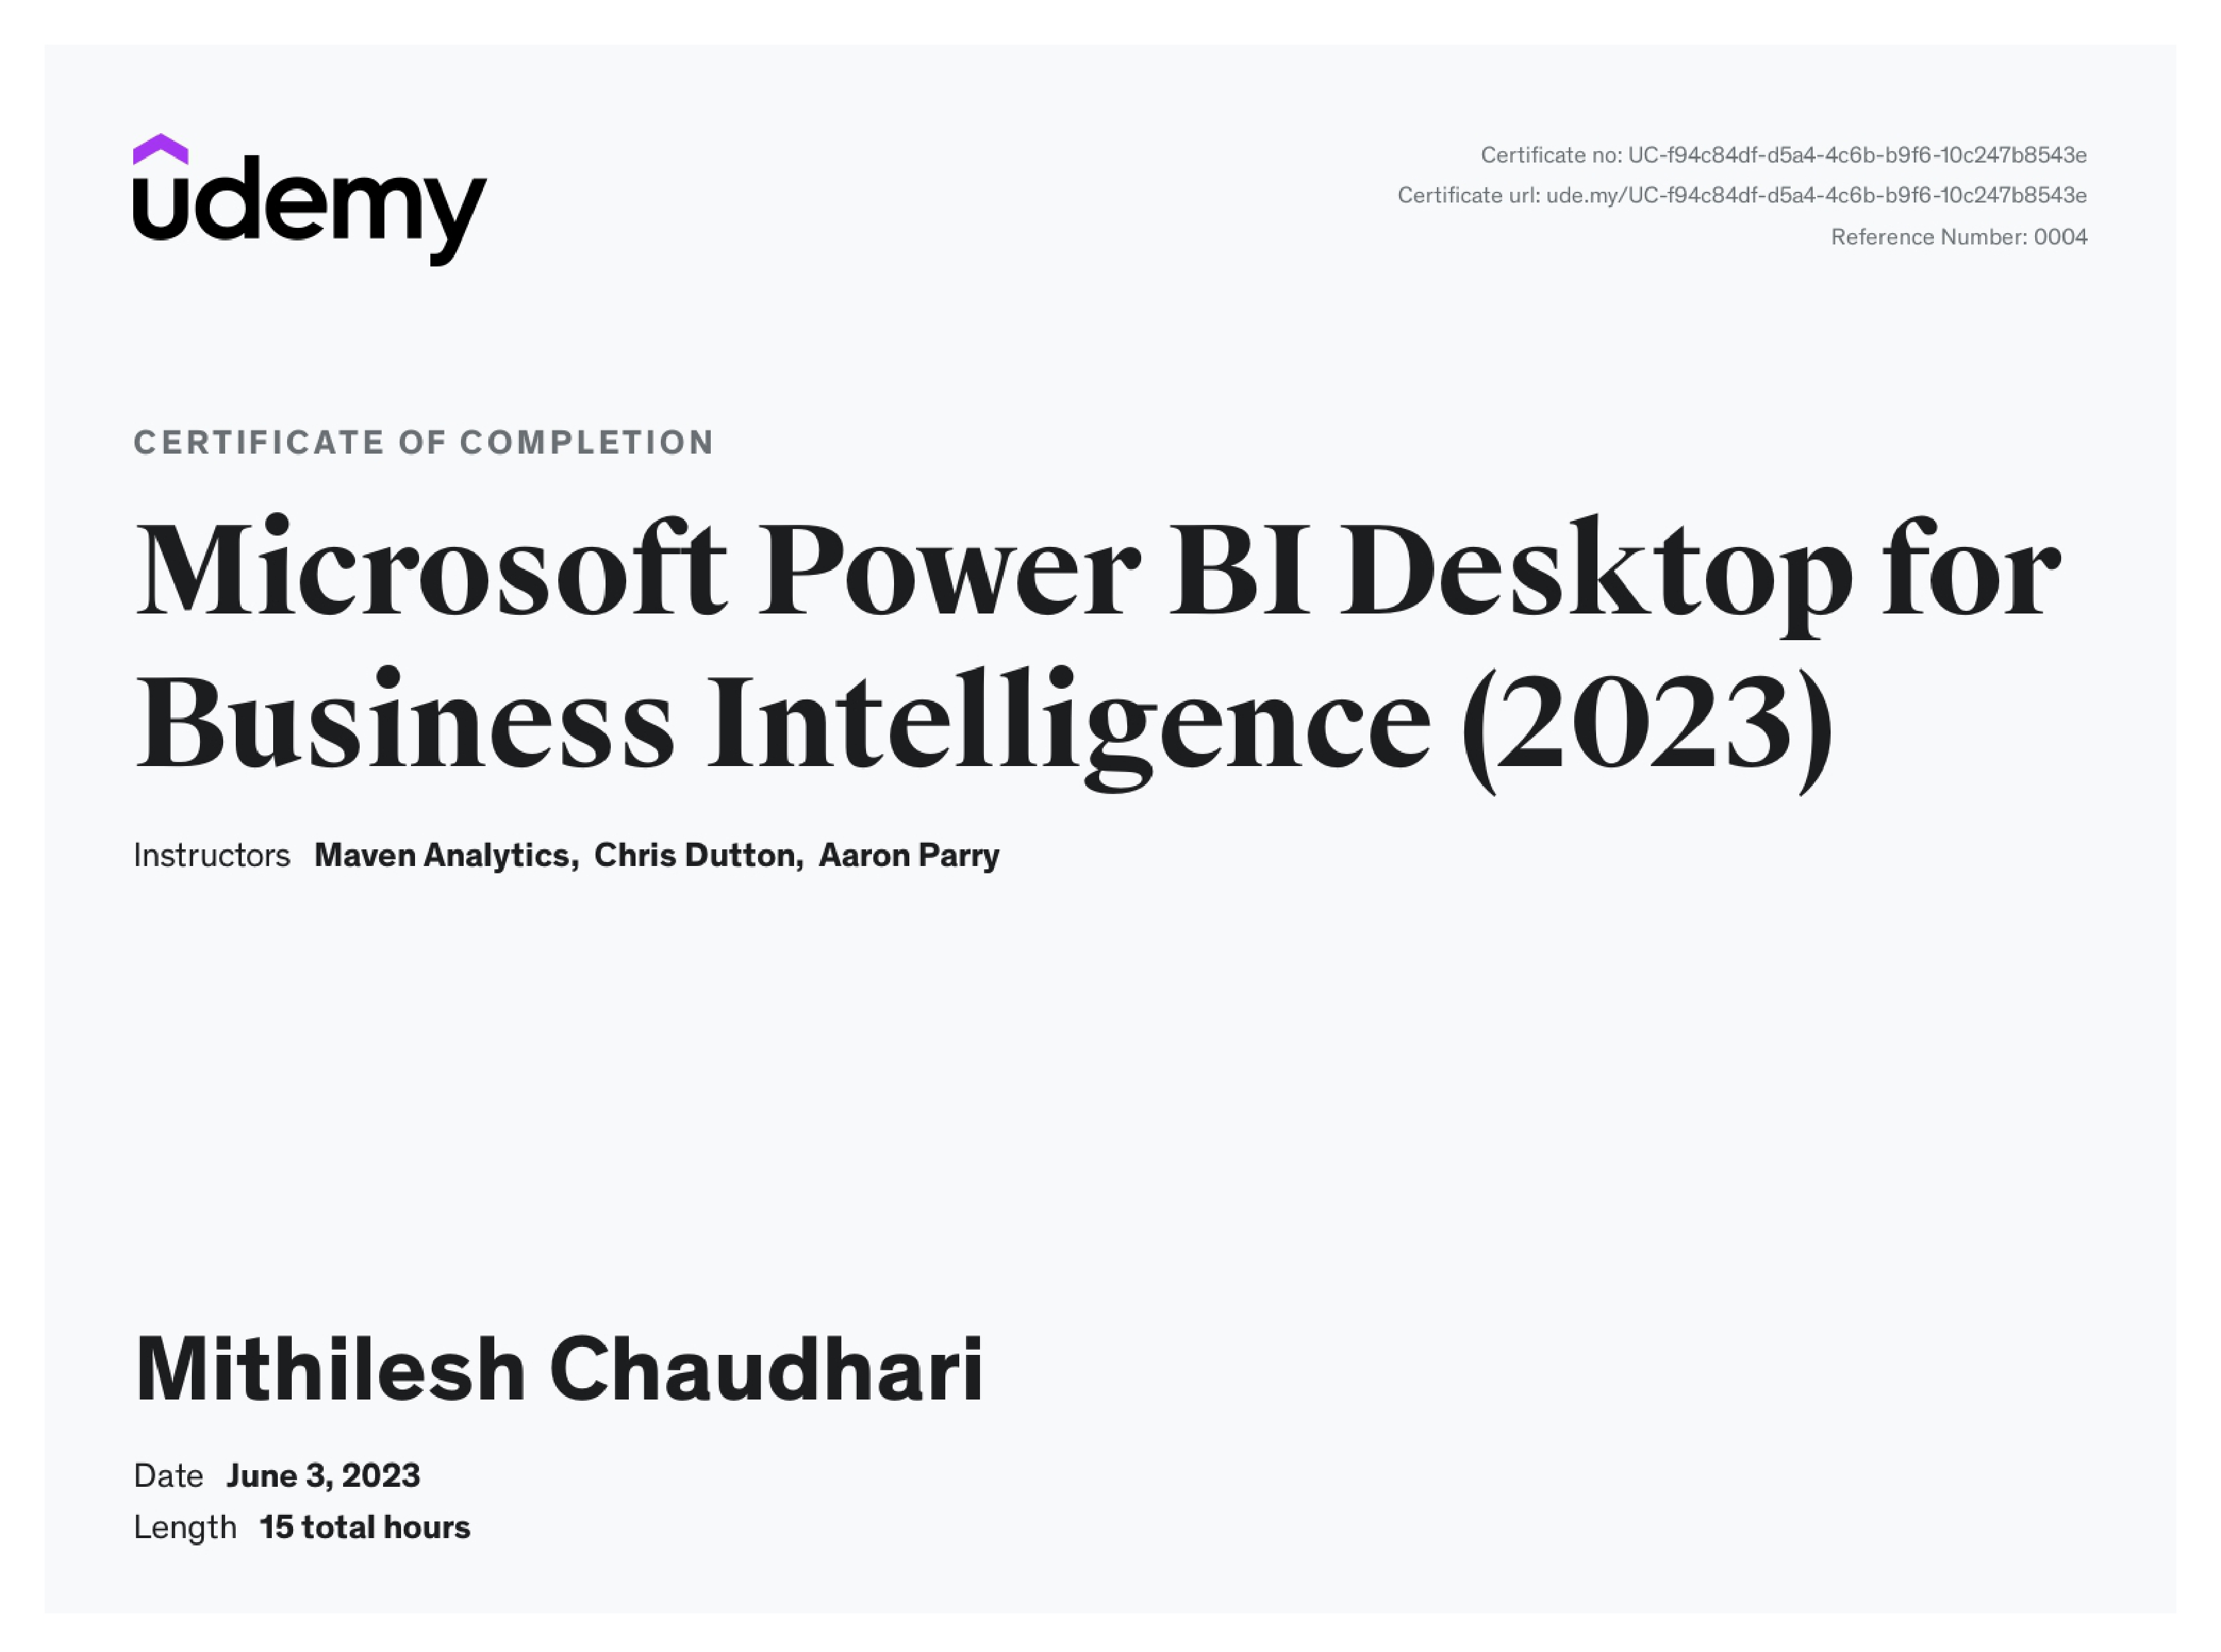 udemy
Certificate no: UC-f94c84df-d5a4-4c6b-b9f6-10c247b8543e
Certificate url: ude.my/UC-f94c84df-d5a4-4c6b-b9f6-10c247b8543e
Reference Number: 0004
CERTIFICATE OF COMPLETION
Microsoft Power BI Desktop for
Business Intelligence (2023)
Instructors Maven Analytics, Chris Dutton, Aaron Parry
Mithilesh Chaudhari
Date June 3, 2023
Length 15 total hours